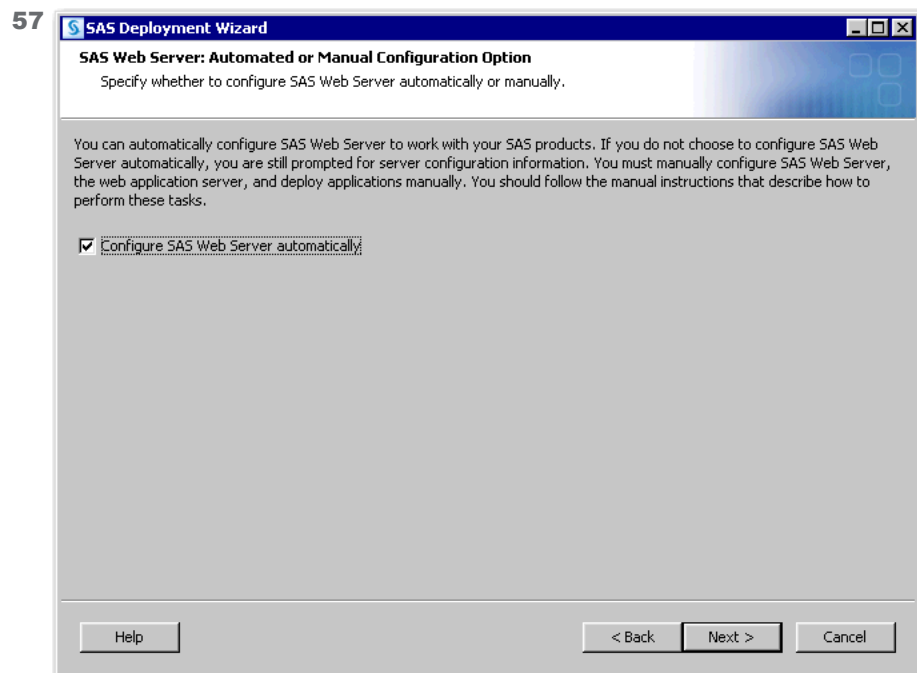 57
SAS Deployment Wizard
SAS Web Server: Automated or Manual Configuration Option
Specify whether to configure SAS Web Server automatically or manually.
You can automatically configure SAS Web Server to work with your SAS products. If you do not choose to configure SAS Web
Server automatically, you are still prompted for server configuration information. You must manually configure SAS Web Server,
the web application server, and deploy applications manually. You should follow the manual instructions that describe how to
perform these tasks.
Configure SAS Web Server automatically
Help
< Back
Next >
Cancel